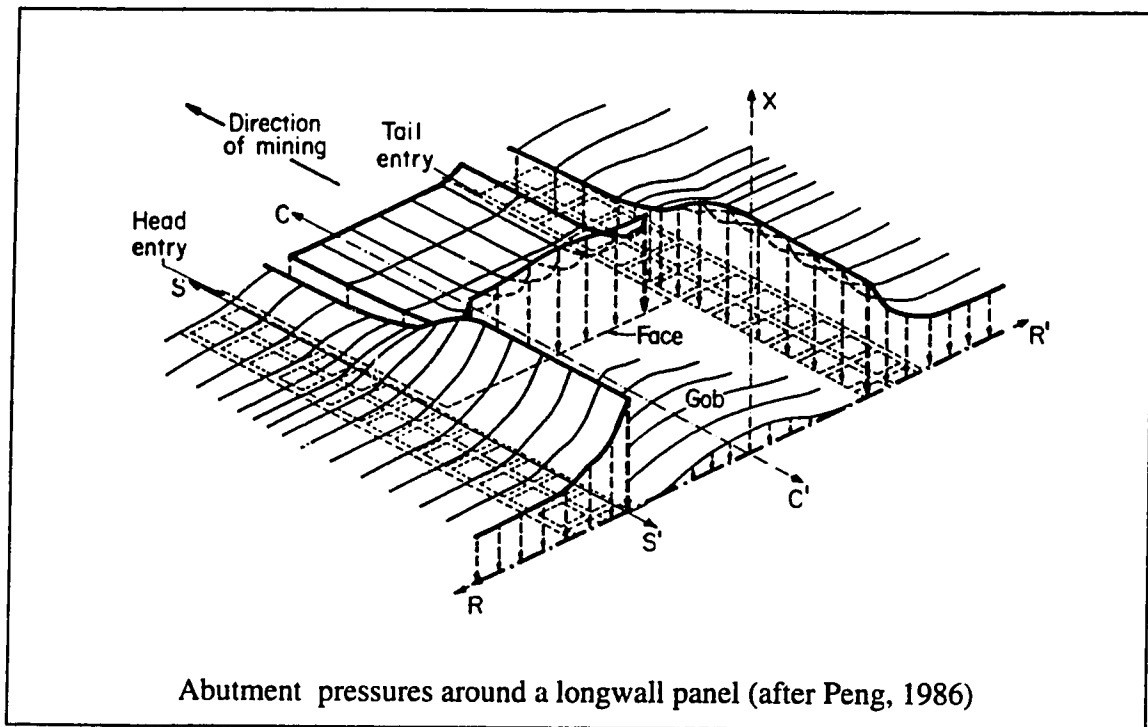 Direction
of mining
Tail
entry
X
C
Head
entry
S
Face
R'
Gob
C'
S'
R
Abutment pressures around a longwall panel (after Peng, 1986)